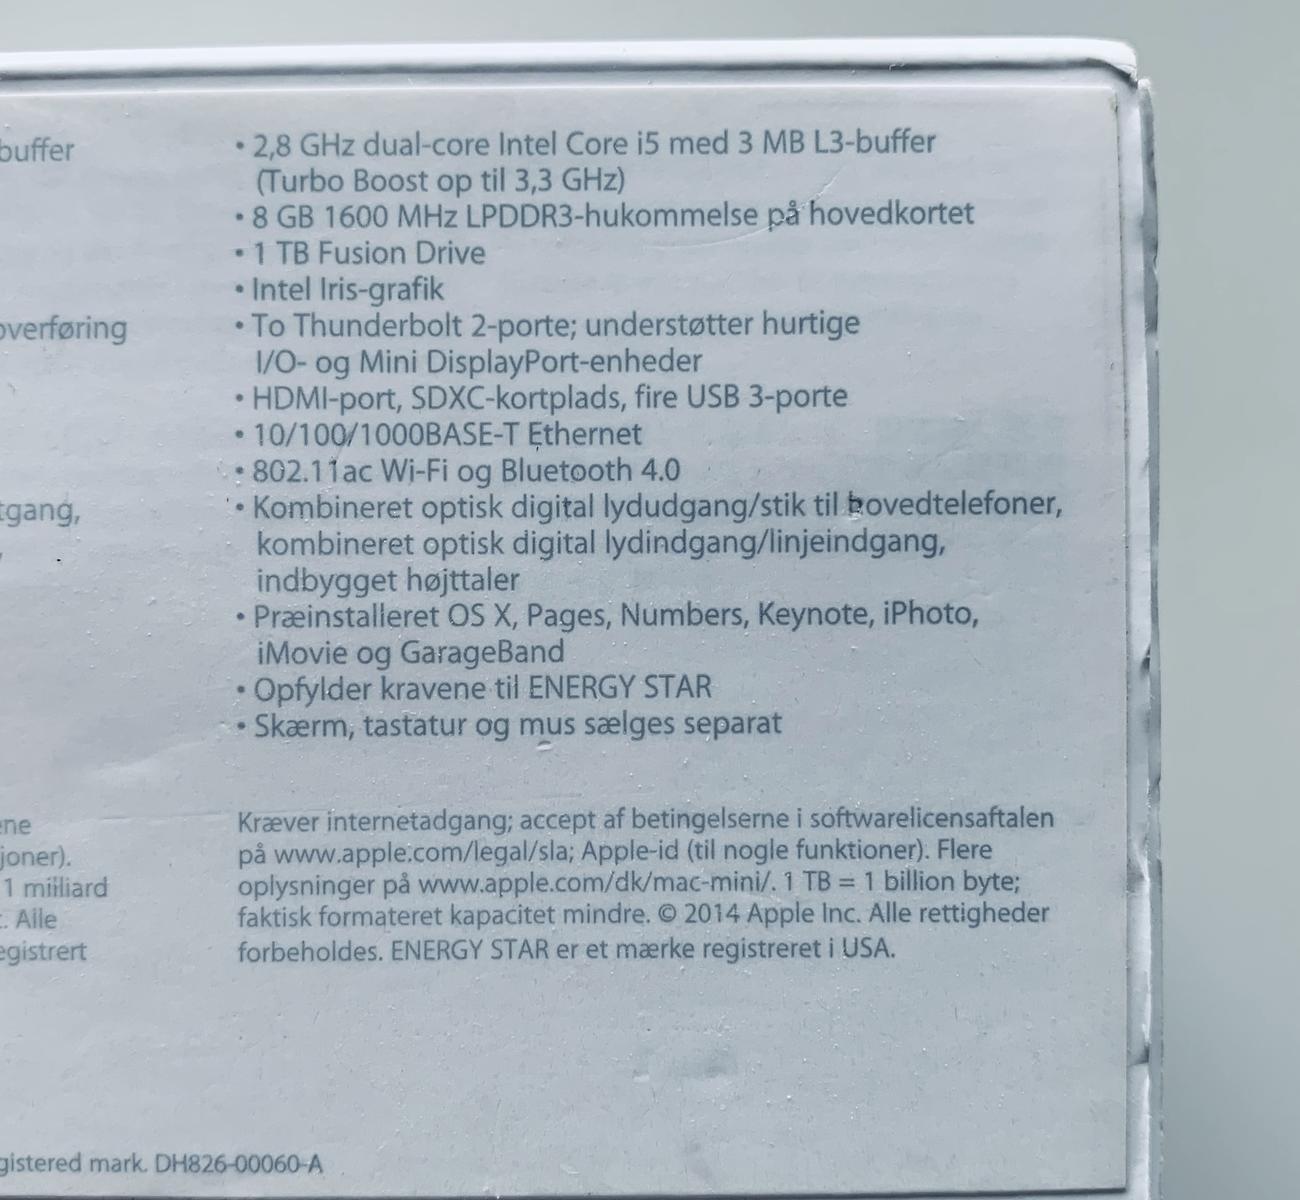 buffer
overføring
tgang,
ene
joner).
1 milliard
. Alle
egistrert
• 2,8 GHz dual-core Intel Core i5 med 3 MB L3-buffer
(Turbo Boost op til 3,3 GHz)
• 8 GB 1600 MHz LPDDR3-hukommelse på hovedkortet
• 1 TB Fusion Drive
• Intel Iris-grafik
• To Thunderbolt 2-porte; understøtter hurtige
I/O- og Mini DisplayPort-enheder
• HDMI-port, SDXC-kortplads, fire USB 3-porte
• 10/100/1000BASE-T Ethernet
• 802.11ac Wi-Fi og Bluetooth 4.0
• Kombineret optisk digital lydudgang/stik til hovedtelefoner,
kombineret optisk digital lydindgang/linjeindgang,
indbygget højttaler
• Præinstalleret OS X, Pages, Numbers, Keynote, iPhoto,
iMovie og GarageBand
• Opfylder kravene til ENERGY STAR
• Skærm, tastatur og mus sælges separat
Kræver internetadgang; accept af betingelserne i softwarelicensaftalen
på www.apple.com/legal/sla; Apple-id (til nogle funktioner). Flere
oplysninger på www.apple.com/dk/mac-mini/. 1 TB = 1 billion byte;
faktisk formateret kapacitet mindre. © 2014 Apple Inc. Alle rettigheder
forbeholdes. ENERGY STAR er et mærke registreret i USA.
gistered mark. DH826-00060-A